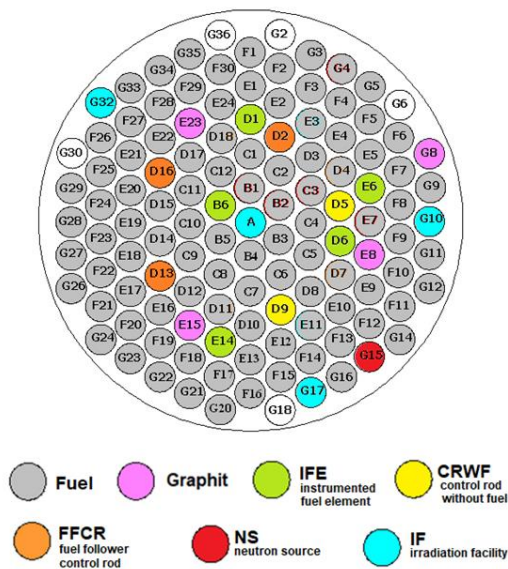 G36 G2
F1
G35 G3
F30 F2
G34 G4
F29 F3
G33 E1 G5
F28 E24 E2 F4
G32 G6
F27 E23 D1 E3 F5
F26 E22 D18 D2 E4 F6
G30 E21 D17 C1 D3 E5 G8
F25 D16 C12 C2 D4 F7
G29 E20 C11 B1 C3 E6 G9
F24 D15 B6 B2 D5 F8
G28 E19 C10 A C4 E7 G10
F23 D14 B5 B3 D6 F9
G27 E18 C9 B4 C5 E8 G11
F22 D13 C8 C6 D7 F10
G26 E17 D12 C7 D8 E9 G12
F21 E16 D11 D9 E10 F11
G24 F20 E15 D10 E11 F12 G14
F19 E14 E12 F13
G23 F18 E13 F14 G15
G22 F17 F15 G16
G21 F16 G17
G20 G18
Fuel
Graphit
IFE
instrumented
fuel element
CRWF
control rod
without fuel
FFCR
fuel follower
control rod
NS
neutron source
IF
irradiation facility